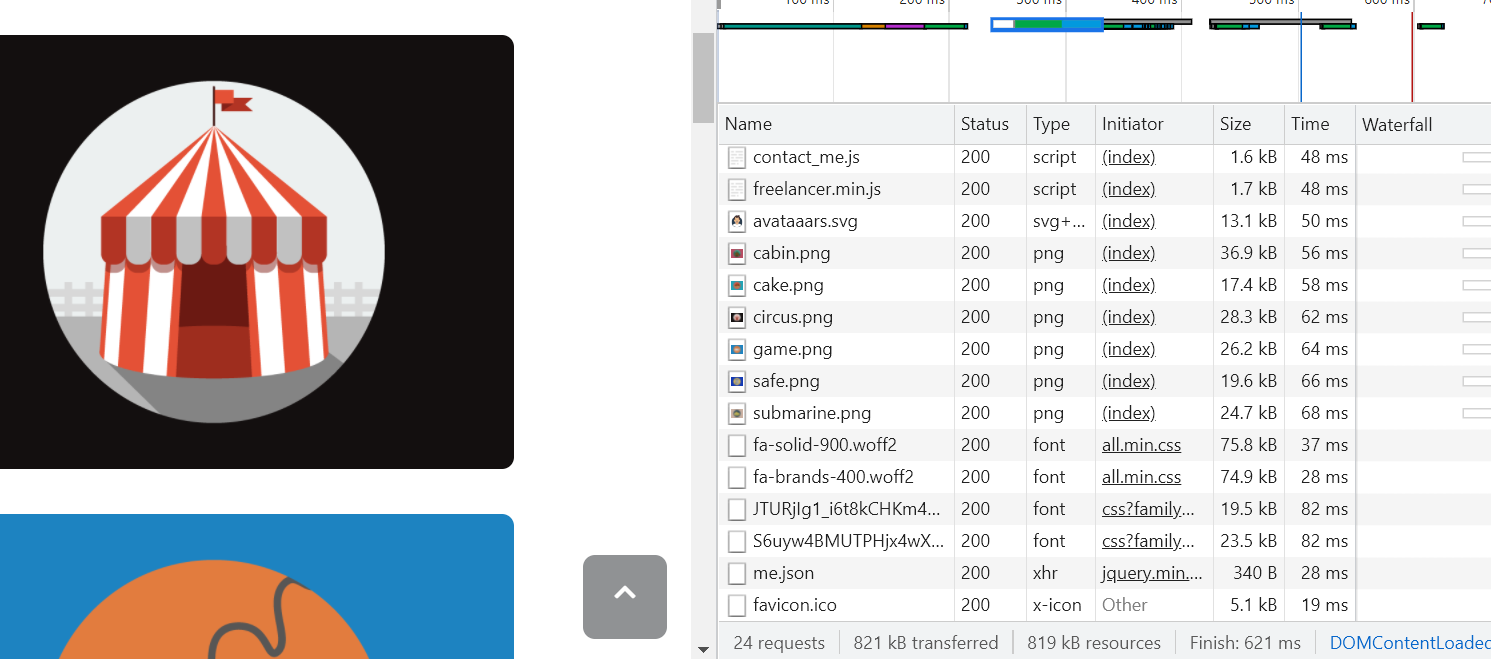 100 ms 200 ms 300 ms 400 ms 500 ms 600 ms
Name Status Type Initiator Size Time Waterfall
contact_me.js 200 script (index) 1.6 kB 48 ms
freelancer.min.js 200 script (index) 1.7 kB 48 ms
avataaars.svg 200 svg+... (index) 13.1 kB 50 ms
cabin.png 200 png (index) 36.9 kB 56 ms
cake.png 200 png (index) 17.4 kB 58 ms
circus.png 200 png (index) 28.3 kB 62 ms
game.png 200 png (index) 26.2 kB 64 ms
safe.png 200 png (index) 19.6 kB 66 ms
submarine.png 200 png (index) 24.7 kB 68 ms
fa-solid-900.woff2 200 font all.min.css 75.8 kB 37 ms
fa-brands-400.woff2 200 font all.min.css 74.9 kB 28 ms
JTURjIg1_i6t8kCHKm4... 200 font css?family... 19.5 kB 82 ms
S6uyw4BMUTPHjx4wX... 200 font css?family... 23.5 kB 82 ms
me.json 200 xhr jquery.min.... 340 B 28 ms
favicon.ico 200 x-icon Other 5.1 kB 19 ms
24 requests 821 kB transferred 819 kB resources Finish: 621 ms DOMContentLoaded